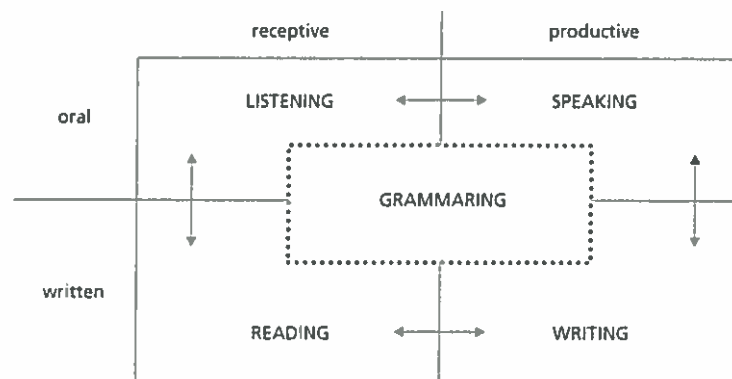 receptive productive
oral LISTENING SPEAKING
GRAMMARING
written
READING WRITING